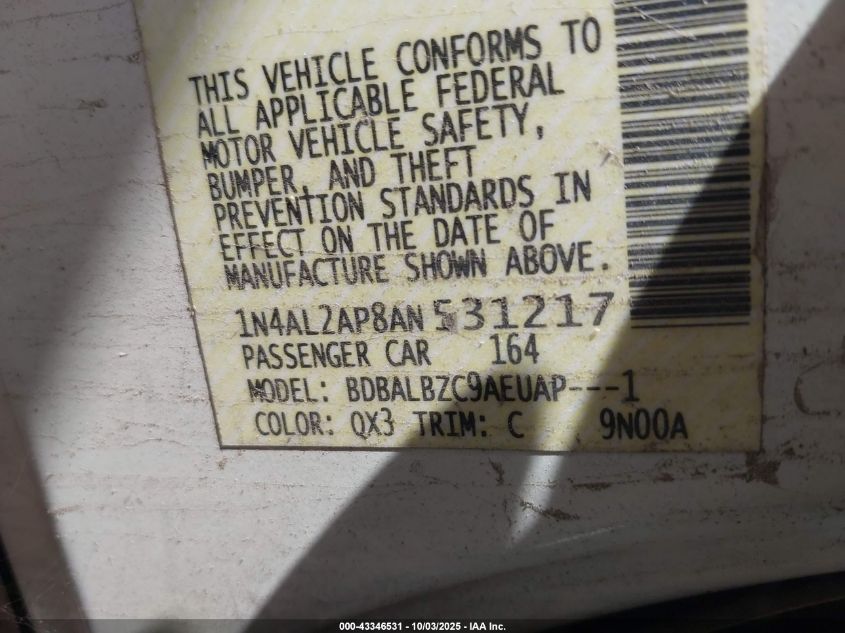 THIS VEHICLE CONFORMS TO
ALL APPLICABLE FEDERAL
MOTOR VEHICLE SAFETY,
BUMPER, AND THEFT
PREVENTION STANDARDS IN
EFFECT ON THE DATE OF
MANUFACTURE SHOWN ABOVE.
1N4AL2AP8AN531217
PASSENGER CAR 164
MODEL: BDBALBZC9AEUAP---1
COLOR: QX3 TRIM: C 9N00A
000-43346531 - 10/03/2025 - IAA Inc.